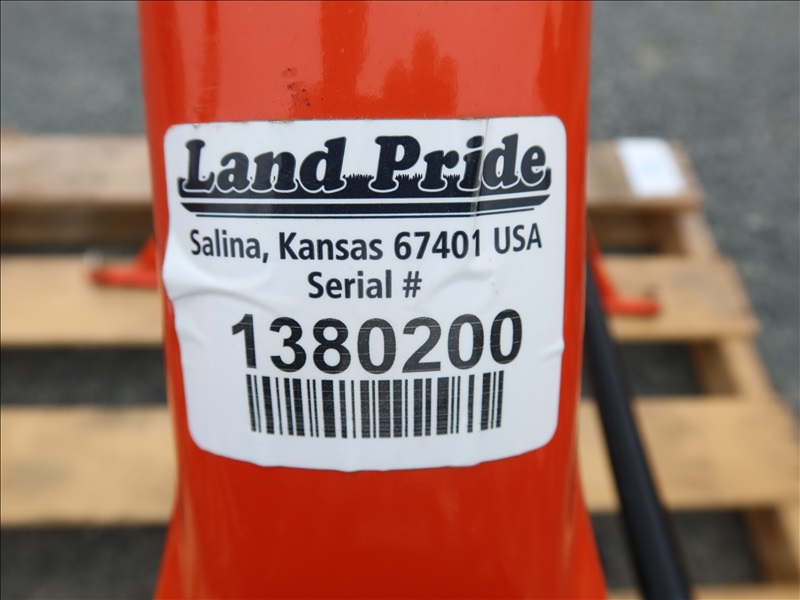 Land Pride
Salina, Kansas 67401 USA
Serial #
1380200